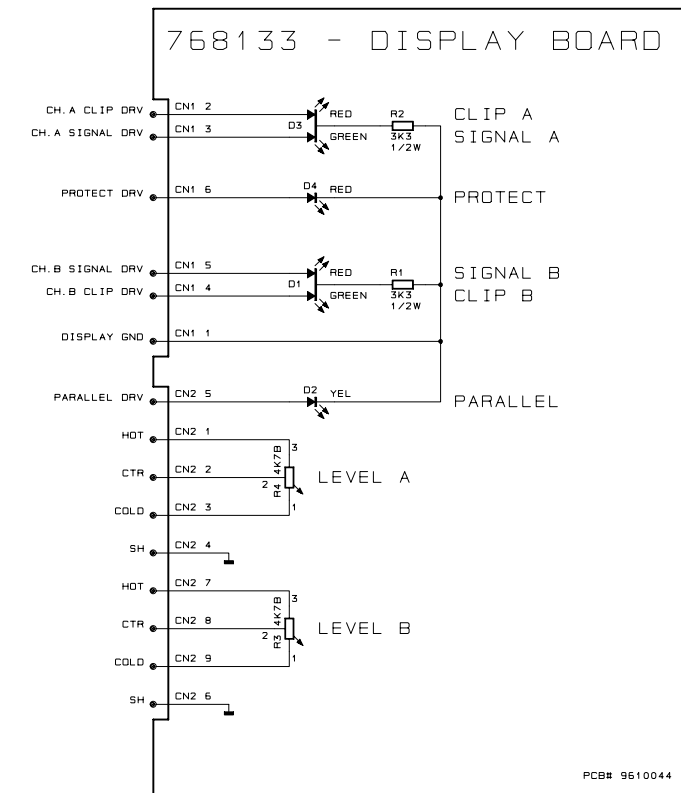 768133 - DISPLAY BOARD
CH.A CLIP DRV CN1 2 RED R2 CLIP A
D3
CH.A SIGNAL DRV CN1 3 GREEN 3K3 SIGNAL A
1/2W
PROTECT DRV CN1 6 D4 RED PROTECT
CH.B SIGNAL DRV CN1 5 RED R1 SIGNAL B
D1
CH.B CLIP DRV CN1 4 GREEN 3K3 CLIP B
1/2W
DISPLAY GND CN1 1
PARALLEL DRV CN2 5 D2 YEL PARALLEL
HOT CN2 1
3
CTR CN2 2 2 R4 4K7B LEVEL A
COLD CN2 3 1
SH CN2 4
HOT CN2 7
3
CTR CN2 8 2 R3 4K7B LEVEL B
COLD CN2 9 1
SH CN2 6
PCB# 9610044